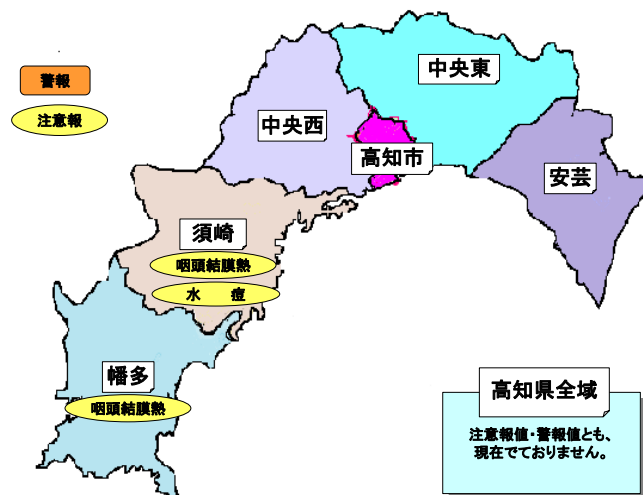 警報
注意報
中央東
中央西
高知市
安芸
須崎
咽頭結膜熱
水　痘
幡多
咽頭結膜熱
高知県全域
注意報値・警報値とも、
現在でておりません。